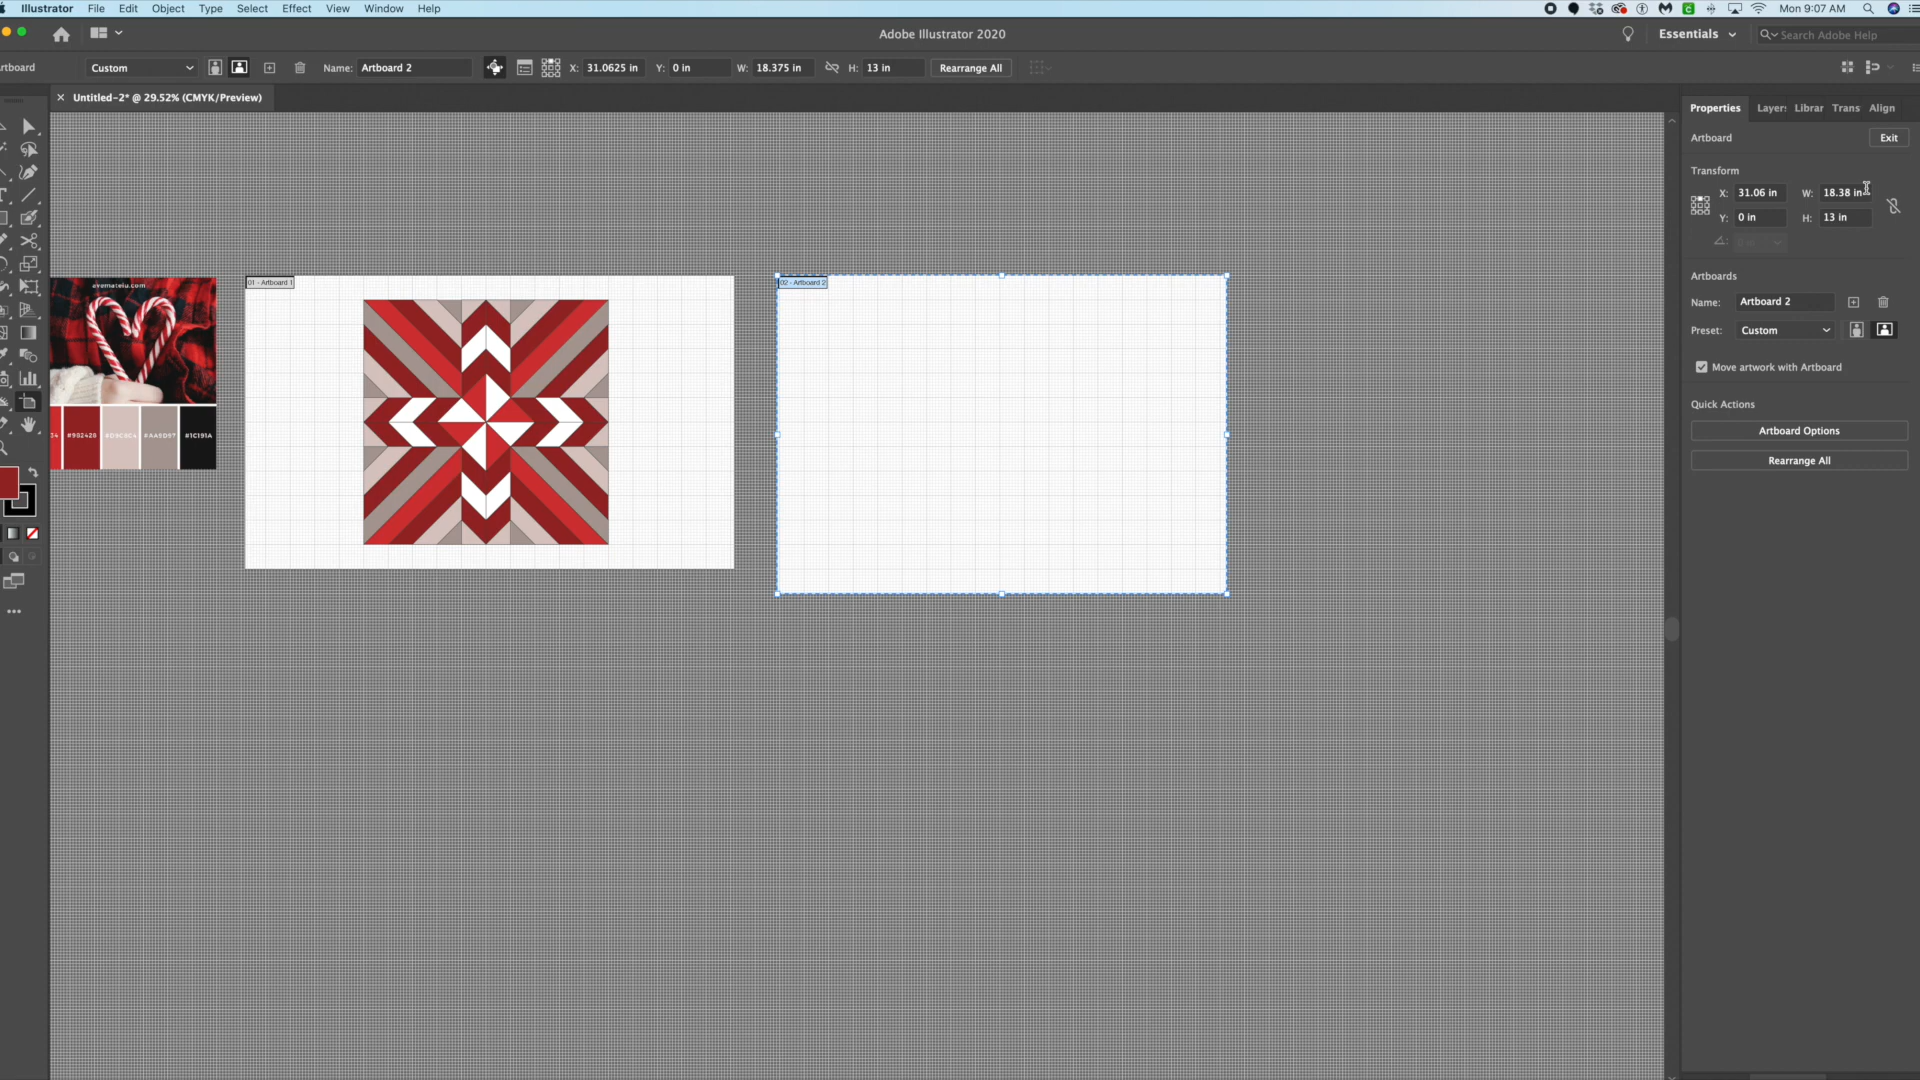 Illustrator File Edit Object Type Select Effect View Window Help
Mon 9:07 AM
Adobe Illustrator 2020
Essentials
Search Adobe Help
rtboard
Custom
Name: Artboard 2
X: 31.0625 in
Y: 0 in
W: 18.375 in
H: 13 in
Rearrange All
Untitled-2* @ 29.52% (CMYK/Preview)
Properties Layer: Librar Trans Align
Artboard
Exit
Transform
X: 31.06 in
W: 18.38 in
Y: 0 in
H: 13 in
Artboards
Name: Artboard 2
Preset: Custom
Move artwork with Artboard
Quick Actions
Artboard Options
Rearrange All
01 - Artboard 1
02 - Artboard 2
34
#902420
#1C191A